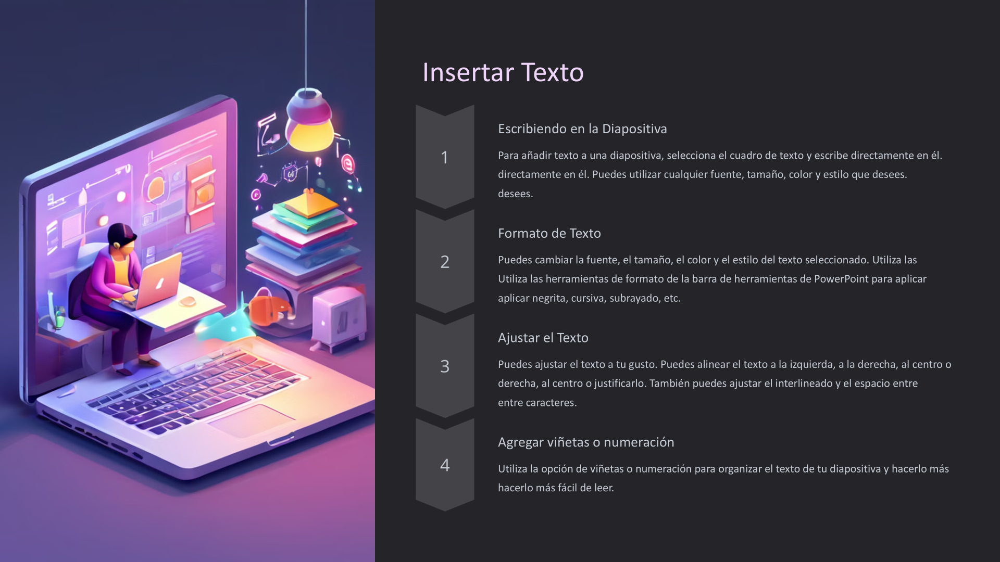 Insertar Texto
1
Escribiendo en la Diapositiva
Para añadir texto a una diapositiva, selecciona el cuadro de texto y escribe directamente en él.
directamente en él. Puedes utilizar cualquier fuente, tamaño, color y estilo que desees.
desees.
2
Formato de Texto
Puedes cambiar la fuente, el tamaño, el color y el estilo del texto seleccionado. Utiliza las
Utiliza las herramientas de formato de la barra de herramientas de PowerPoint para aplicar
aplicar negrita, cursiva, subrayado, etc.
3
Ajustar el Texto
Puedes ajustar el texto a tu gusto. Puedes alinear el texto a la izquierda, a la derecha, al centro o
derecha, al centro o justificarlo. También puedes ajustar el interlineado y el espacio entre
entre caracteres.
4
Agregar viñetas o numeración
Utiliza la opción de viñetas o numeración para organizar el texto de tu diapositiva y hacerlo más
hacerlo más fácil de leer.